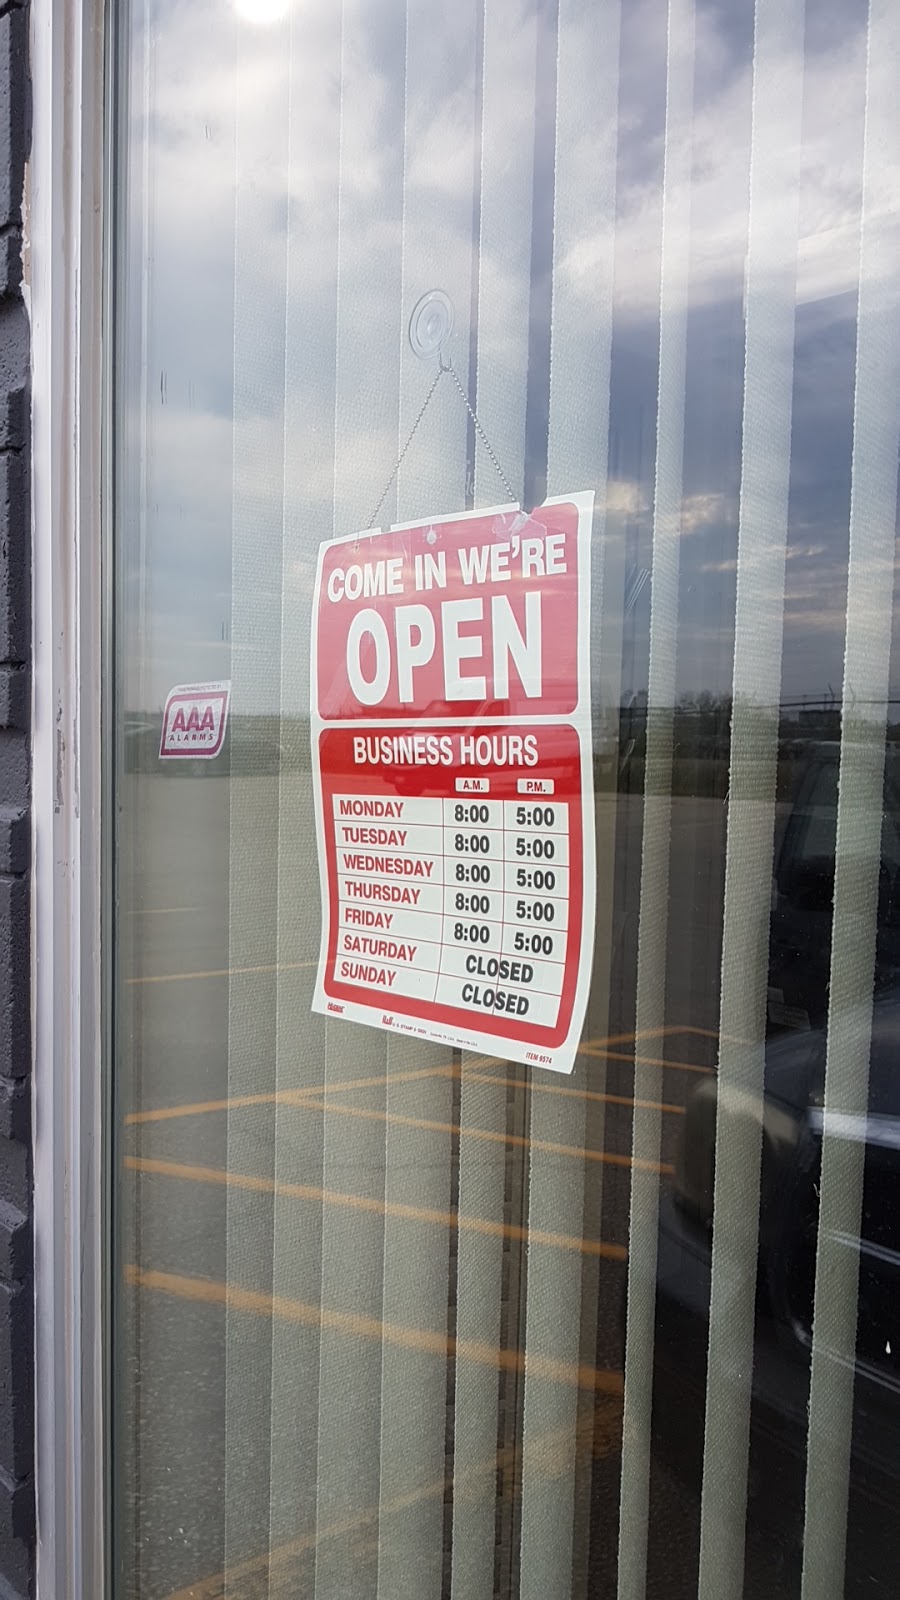 COME IN WE'RE
OPEN
BUSINESS HOURS
A.M. P.M.
MONDAY 8:00 5:00
TUESDAY 8:00 5:00
WEDNESDAY 8:00 5:00
THURSDAY 8:00 5:00
FRIDAY 8:00 5:00
SATURDAY CLOSED
SUNDAY CLOSED
ITEM 9574
AAA
ALARMS